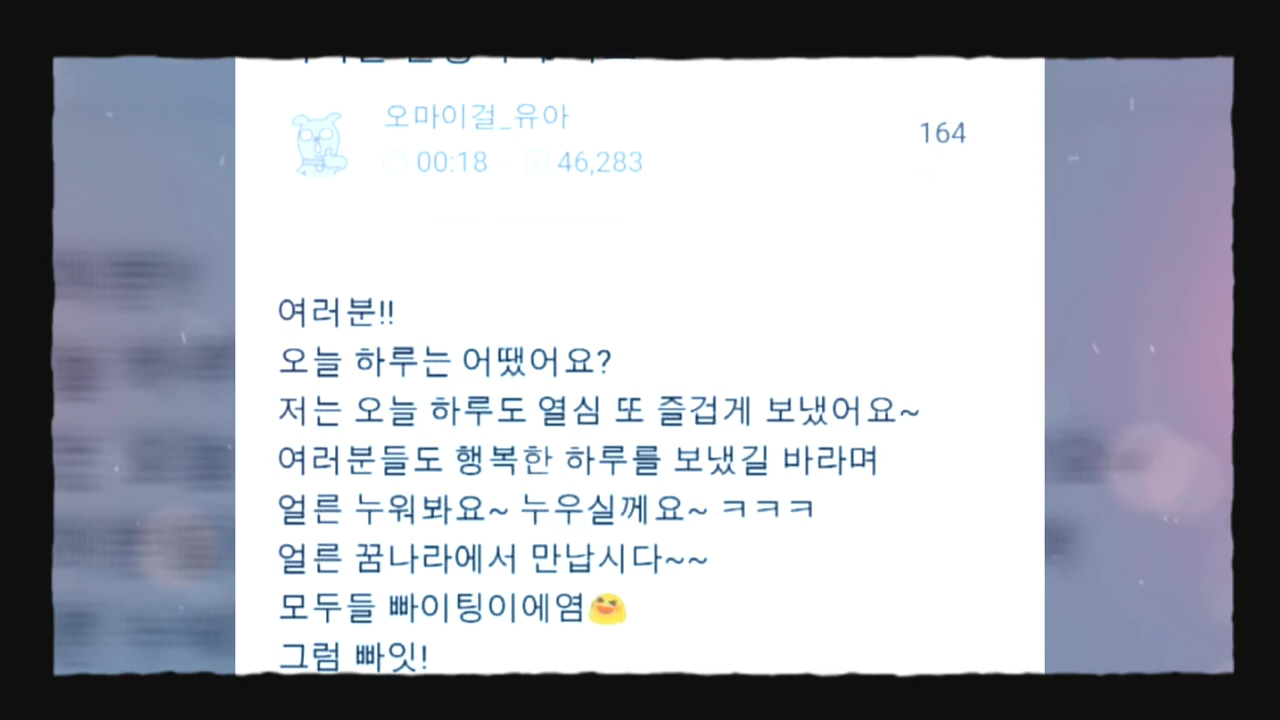 오마이걸_유아
164
00:18 46,283
여러분!!
오늘 하루는 어땠어요?
저는 오늘 하루도 열심 또 즐겁게 보냈어요~
여러분들도 행복한 하루를 보냈길 바라며
얼른 누워봐요~ 누우실께요~ ㅋㅋㅋ
얼른 꿈나라에서 만납시다~~
모두들 빠이팅이에염😆
그럼 빠잇!